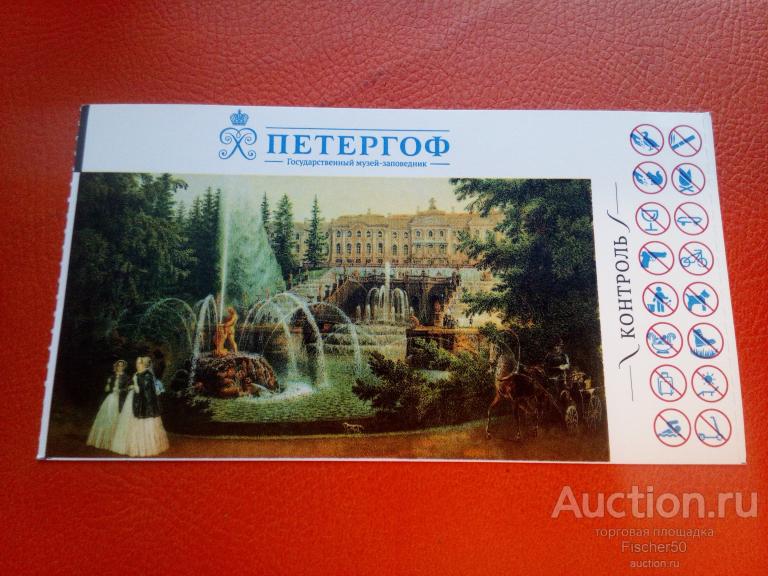 ПЕТЕРГОФ
Государственный музей-заповедник
КОНТРОЛЬ
Auction.ru
торговая площадка
Fischer50
auction.ru